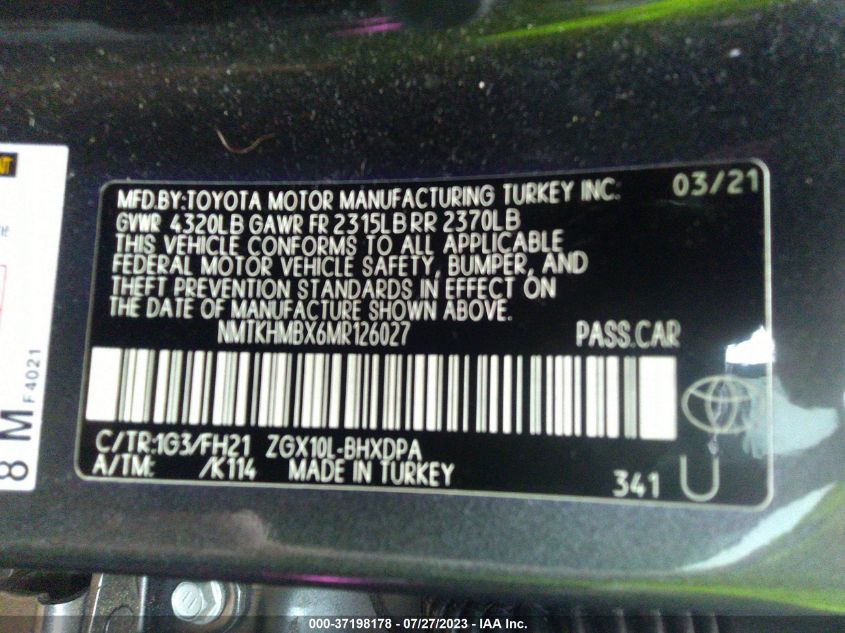 MFD.BY:TOYOTA MOTOR MANUFACTURING TURKEY INC. 03/21
GVWR 4320LB GAWR FR 2315LB RR 2370LB
THIS VEHICLE CONFORMS TO ALL APPLICABLE
FEDERAL MOTOR VEHICLE SAFETY, BUMPER, AND
THEFT PREVENTION STANDARDS IN EFFECT ON
THE DATE OF MANUFACTURE SHOWN ABOVE.
NMTKHMBX6MR126027 PASS.CAR
C/TR:1G3/FH21 ZGX10L-BHXDPA
A/TM: /K114 MADE IN TURKEY
341 U
8 M
F4021
000-37198178 - 07/27/2023 - IAA Inc.